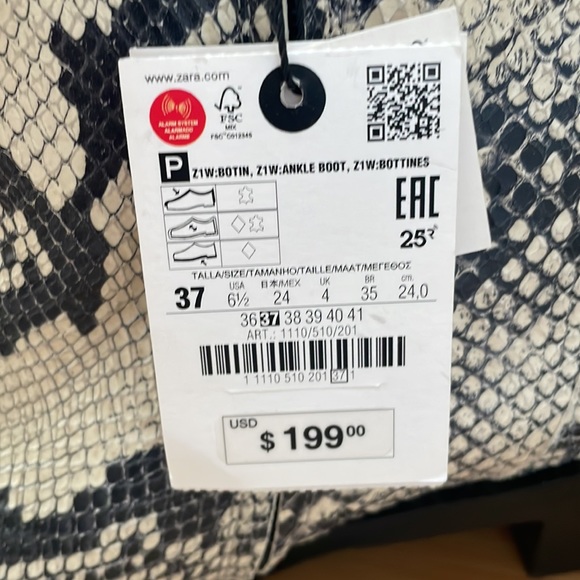 www.zara.com
ALARM SYSTEM
ALARMADO
ALARME
FSC
MIX
FSC® C012345
P Z1W:BOTIN, Z1W:ANKLE BOOT, Z1W:BOTTINES
EAC
25
TALLA/SIZE/TAMANHO/TAILLE/MAAT/ΜΕΓΕΘΟΣ
USA 日本/MEX UK BR cm.
37 6½ 24 4 35 24,0
36 37 38 39 40 41
ART.: 1110/510/201
1 1110 510 201 37 1
USD
$ 199⁰⁰